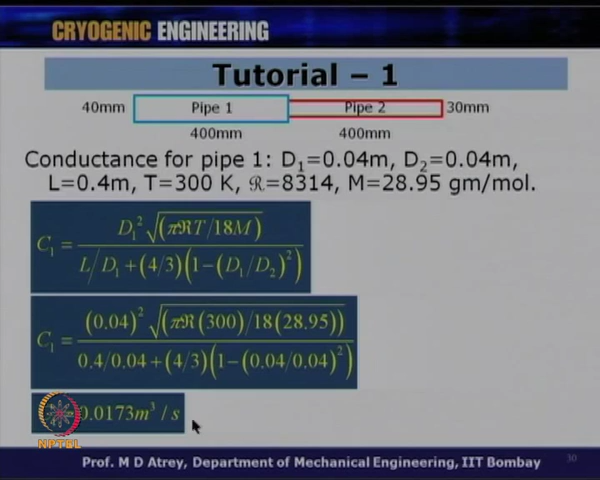 CRYOGENIC ENGINEERING
Tutorial – 1
40mm Pipe 1 Pipe 2 30mm
400mm 400mm
Conductance for pipe 1: D₁=0.04m, D₂=0.04m,
L=0.4m, T=300 K, ℜ=8314, M=28.95 gm/mol.
C₁ = D₁²√(πℜT/18M) / (L/D₁+(4/3)(1−(D₁/D₂)²))
C₁ = (0.04)²√(πℜ(300)/18(28.95)) / (0.4/0.04+(4/3)(1−(0.04/0.04)²))
0.0173m³/s
NPTEL
Prof. M D Atrey, Department of Mechanical Engineering, IIT Bombay
30